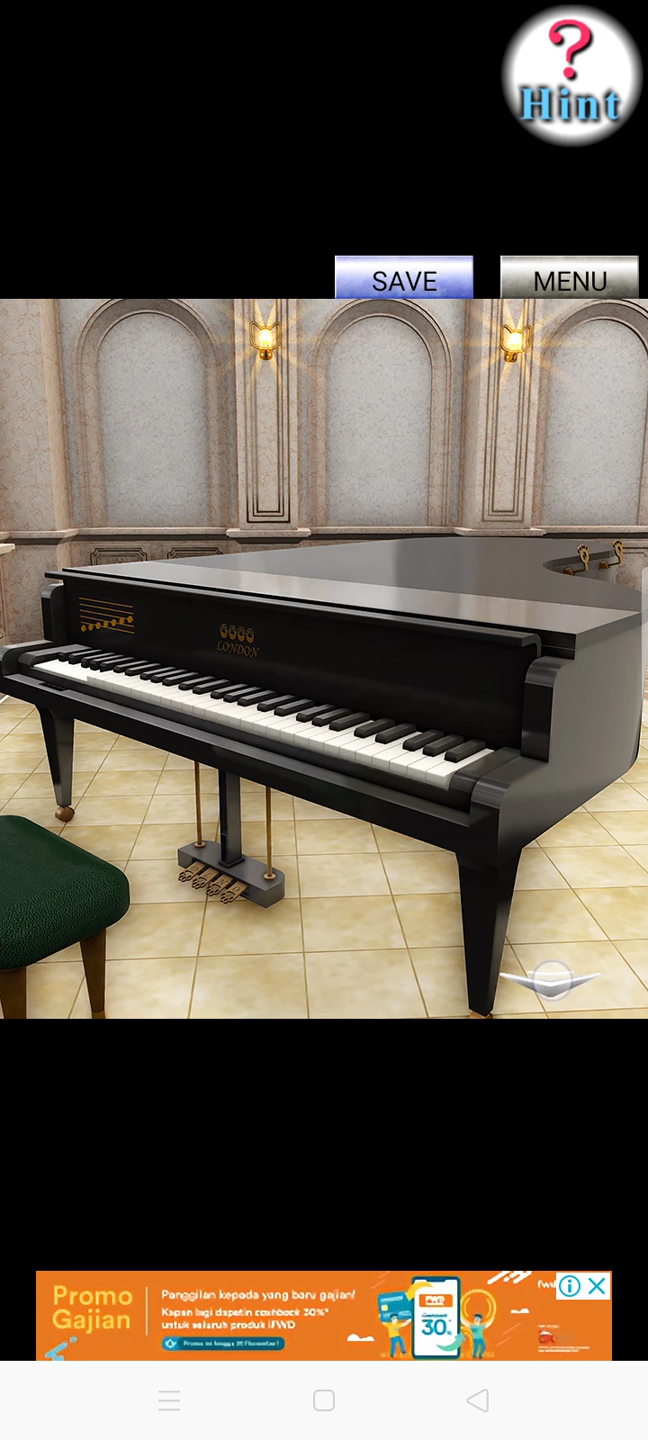 ?
Hint
SAVE
MENU
LONDON
Promo
Gajian
Panggilan kepada yang baru gajian!
Kapan lagi dapetin cashback 30%*
untuk seluruh produk iFWD
30